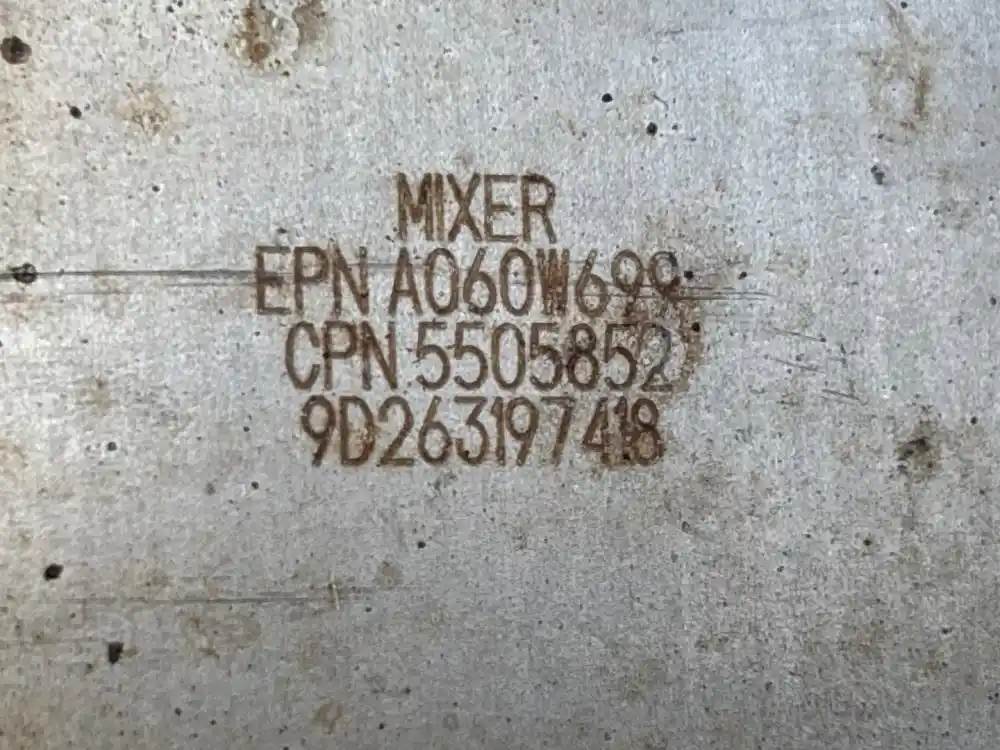 MIXER
EPN A060W699
CPN 5505852
9D263197418